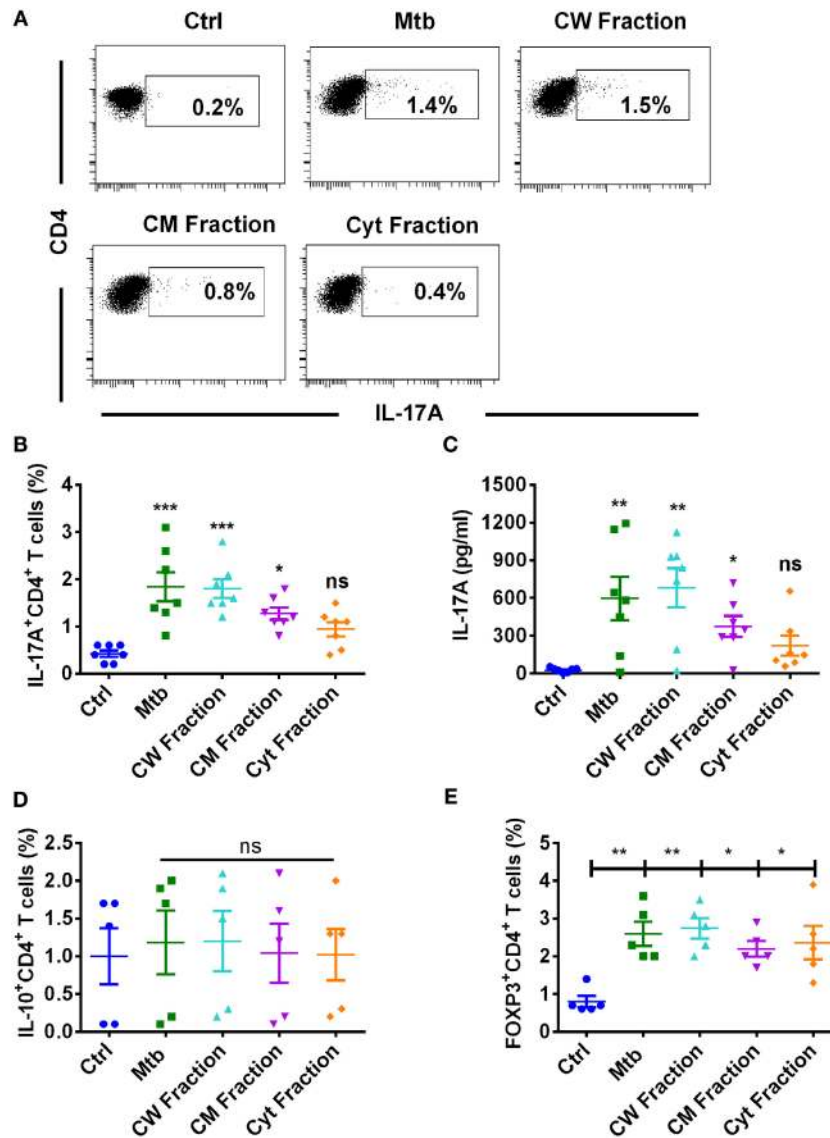 A
Ctrl
Mtb
CW Fraction
0.2%
1.4%
1.5%
CM Fraction
Cyt Fraction
0.8%
0.4%
CD4
IL-17A
B
IL-17A+CD4+ T cells (%)
4
3
2
1
0
***
***
*
ns
Ctrl
Mtb
CW Fraction
CM Fraction
Cyt Fraction
C
IL-17A (pg/ml)
1500
1200
900
600
300
0
**
**
*
ns
Ctrl
Mtb
CW Fraction
CM Fraction
Cyt Fraction
D
IL-10+CD4+ T cells (%)
2.5
2.0
1.5
1.0
0.5
0.0
ns
Ctrl
Mtb
CW Fraction
CM Fraction
Cyt Fraction
E
FOXP3+CD4+ T cells (%)
5
4
3
2
1
0
**
**
*
*
Ctrl
Mtb
CW Fraction
CM Fraction
Cyt Fraction